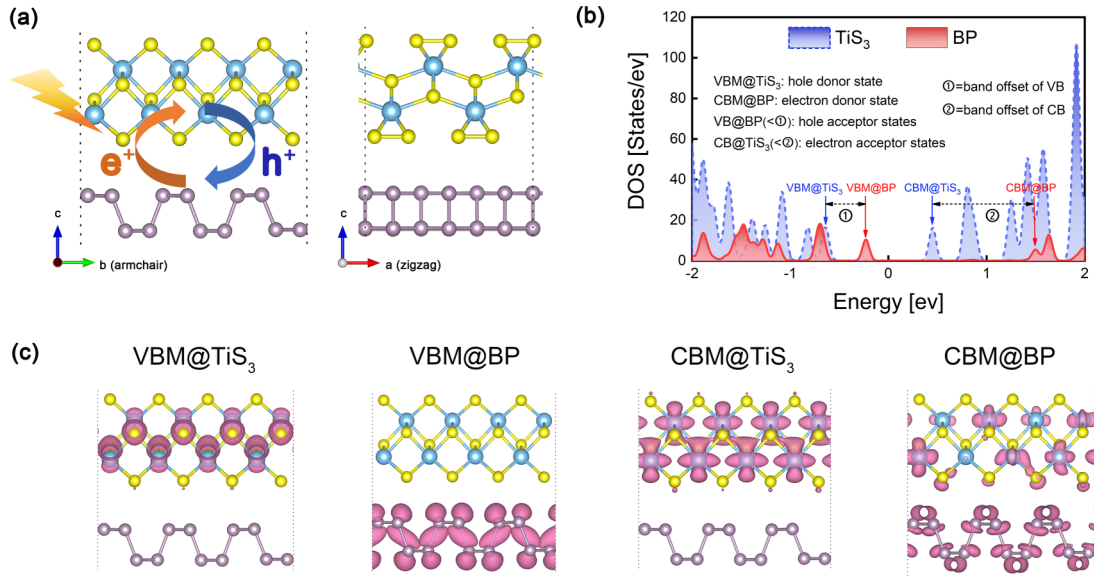 (a)
e⁺
h⁺
c
b (armchair)
c
a (zigzag)
(b)
DOS [States/ev]
120
100
80
60
40
20
0
TiS₃
BP
VBM@TiS₃: hole donor state
CBM@BP: electron donor state
VB@BP(<①): hole acceptor states
CB@TiS₃(<②): electron acceptor states
①=band offset of VB
②=band offset of CB
VBM@TiS₃
VBM@BP
CBM@TiS₃
CBM@BP
①
②
-2
-1
0
1
2
Energy [ev]
(c)
VBM@TiS₃
VBM@BP
CBM@TiS₃
CBM@BP